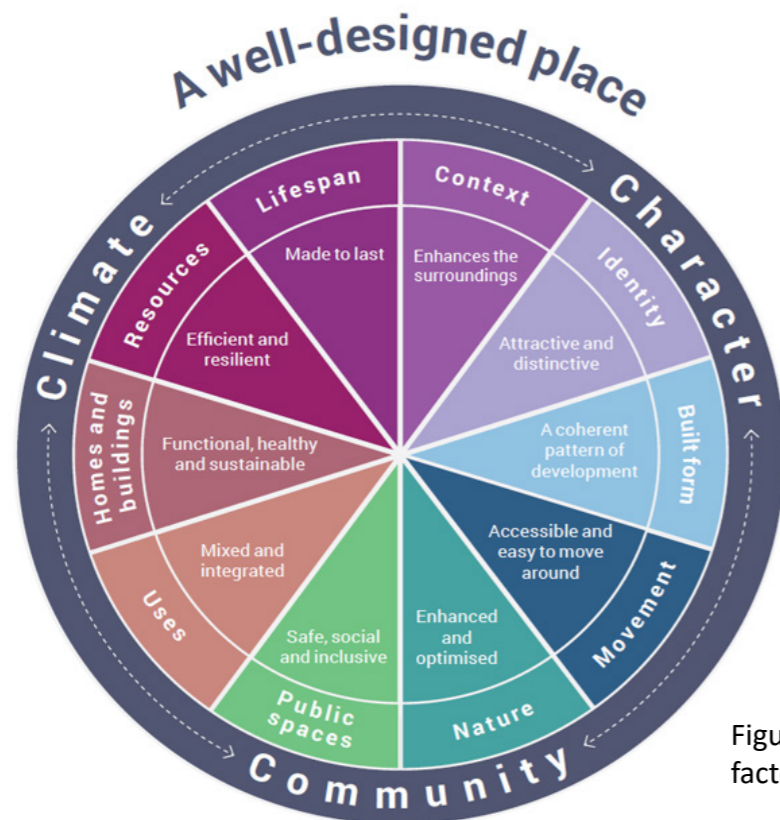 A well-designed place
Climate
Character
Community
Context
Enhances the
surroundings
Identity
Attractive and
distinctive
Built form
A coherent
pattern of
development
Movement
Accessible and
easy to move
around
Nature
Enhanced
and
optimised
Public
spaces
Safe, social
and inclusive
Uses
Mixed and
integrated
Homes and
buildings
Functional, healthy
and sustainable
Resources
Efficient and
resilient
Lifespan
Made to last
Figu
fact